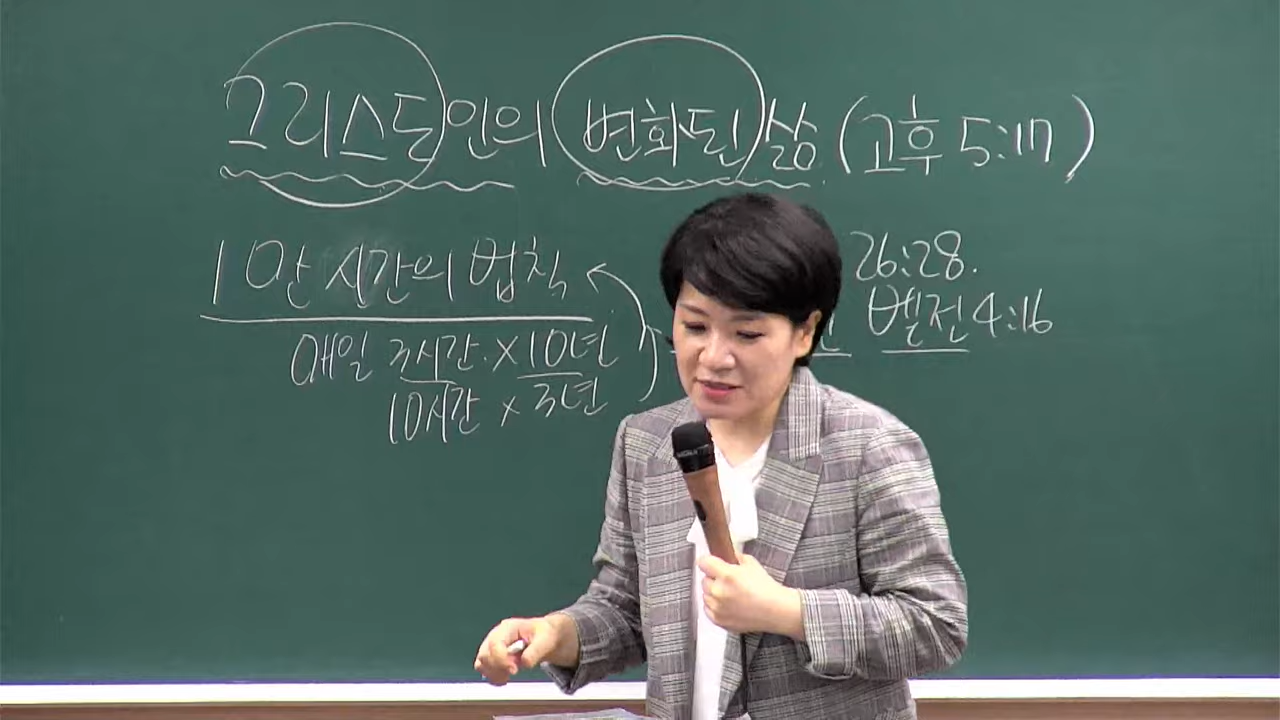 그리스도인의 변화된 삶 (고후 5:17)
1만 시간의 법칙
26:28.
벧전 4:16
매일 3시간 × 10년
10시간 × 3년